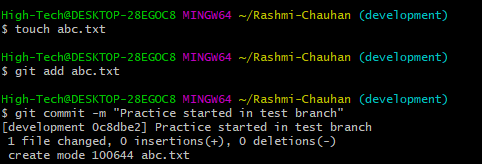 High-Tech@DESKTOP-28EGOC8 MINGW64 ~/Rashmi-Chauhan (development)
$ touch abc.txt
High-Tech@DESKTOP-28EGOC8 MINGW64 ~/Rashmi-Chauhan (development)
$ git add abc.txt
High-Tech@DESKTOP-28EGOC8 MINGW64 ~/Rashmi-Chauhan (development)
$ git commit -m "Practice started in test branch"
[development 0c8dbe2] Practice started in test branch
1 file changed, 0 insertions(+), 0 deletions(-)
create mode 100644 abc.txt